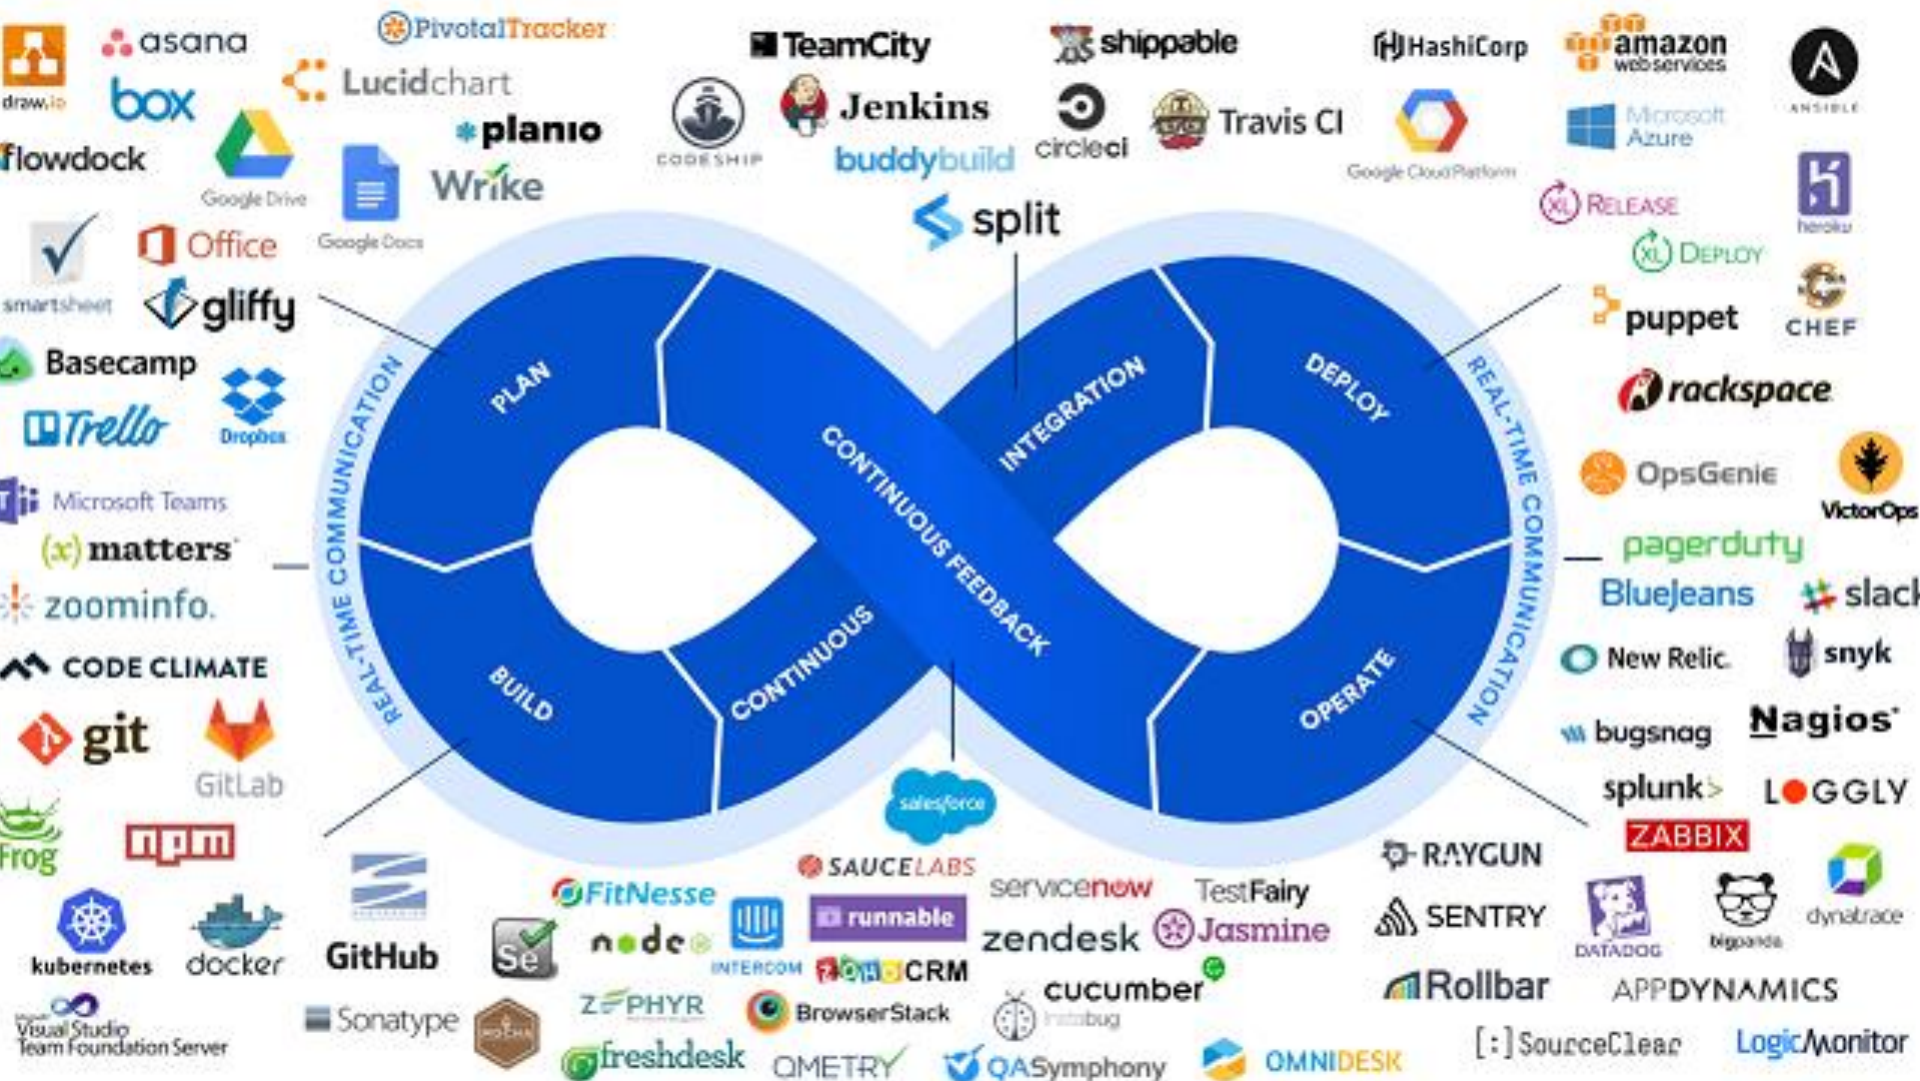 draw.io
asana
PivotalTracker
box
Lucidchart
flowdock
Google Drive
planio
Wrike
Google Docs
smartsheet
Office
gliffy
Basecamp
Trello
Dropbox
Microsoft Teams
(x) matters
zoominfo.
CODE CLIMATE
git
GitLab
Frog
npm
kubernetes
docker
GitHub
Visual Studio
Team Foundation Server
TeamCity
shippable
CODESHIP
Jenkins
circleci
Travis CI
buddybuild
split
HashiCorp
amazon
web services
ANSIBLE
Microsoft
Azure
Google Cloud Platform
XL RELEASE
heroku
XL DEPLOY
puppet
CHEF
rackspace
OpsGenie
VictorOps
pagerduty
BlueJeans
slack
New Relic.
snyk
bugsnag
Nagios
splunk>
LOGGLY
ZABBIX
RAYGUN
SENTRY
DATADOG
bigpanda
dynatrace
Rollbar
APPDYNAMICS
[:]SourceClear
LogicMonitor
REAL-TIME COMMUNICATION
PLAN
BUILD
CONTINUOUS
INTEGRATION
CONTINUOUS FEEDBACK
DEPLOY
OPERATE
REAL-TIME COMMUNICATION
salesforce
SAUCELABS
FitNesse
servicenow
TestFairy
Se
node
INTERCOM
runnable
zendesk
Jasmine
ZOHO CRM
Sonatype
MOCHA
ZEPHYR
BrowserStack
cucumber
instabug
freshdesk
QMETRY
QASymphony
OMNIDESK